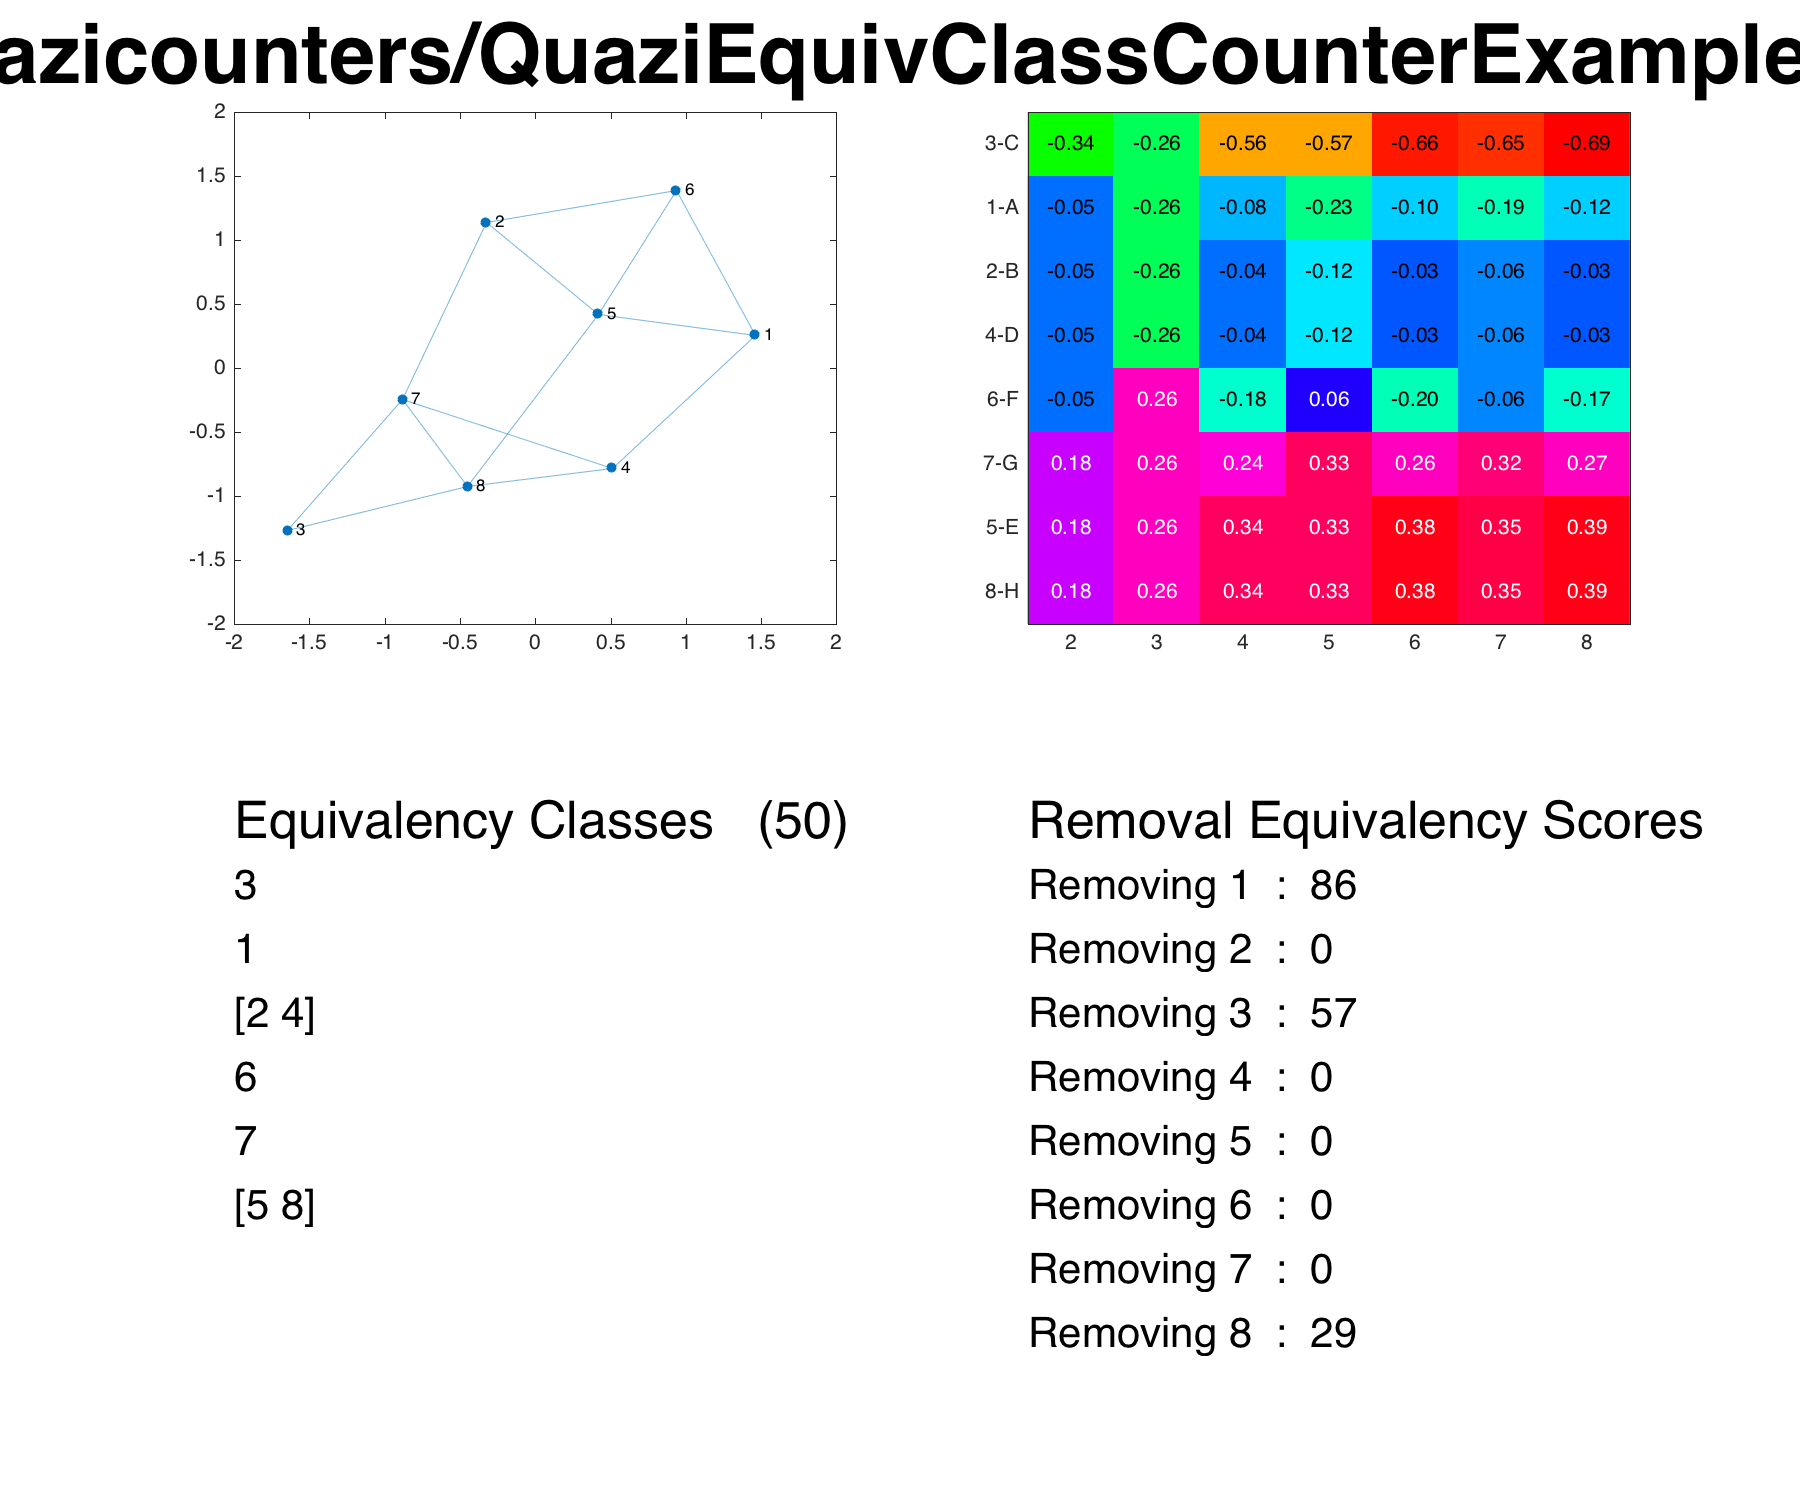 azicounters/QuaziEquivClassCounterExample
2
1.5
1
0.5
0
-0.5
-1
-1.5
-2
-2 -1.5 -1 -0.5 0 0.5 1 1.5 2
6
2
5
1
7
4
8
3
3-C -0.34 -0.26 -0.56 -0.57 -0.66 -0.65 -0.69
1-A -0.05 -0.26 -0.08 -0.23 -0.10 -0.19 -0.12
2-B -0.05 -0.26 -0.04 -0.12 -0.03 -0.06 -0.03
4-D -0.05 -0.26 -0.04 -0.12 -0.03 -0.06 -0.03
6-F -0.05 0.26 -0.18 0.06 -0.20 -0.06 -0.17
7-G 0.18 0.26 0.24 0.33 0.26 0.32 0.27
5-E 0.18 0.26 0.34 0.33 0.38 0.35 0.39
8-H 0.18 0.26 0.34 0.33 0.38 0.35 0.39
2 3 4 5 6 7 8
Equivalency Classes (50)
3
1
[2 4]
6
7
[5 8]
Removal Equivalency Scores
Removing 1 : 86
Removing 2 : 0
Removing 3 : 57
Removing 4 : 0
Removing 5 : 0
Removing 6 : 0
Removing 7 : 0
Removing 8 : 29